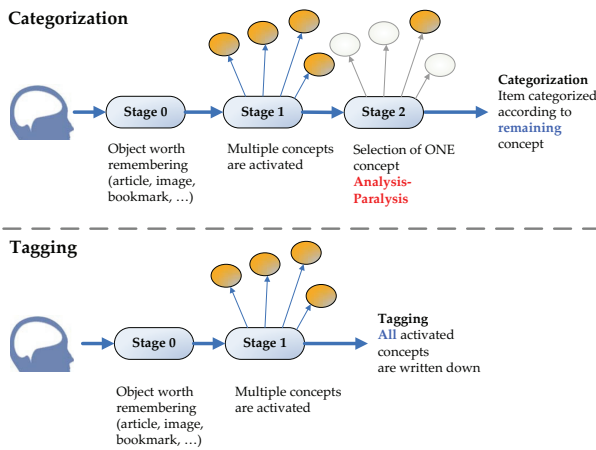 Categorization
Stage 0
Stage 1
Stage 2
Object worth
remembering
(article, image,
bookmark, …)
Multiple concepts
are activated
Selection of ONE
concept
Analysis-
Paralysis
Categorization
Item categorized
according to
remaining
concept
Tagging
Stage 0
Stage 1
Object worth
remembering
(article, image,
bookmark, …)
Multiple concepts
are activated
Tagging
All activated
concepts
are written down